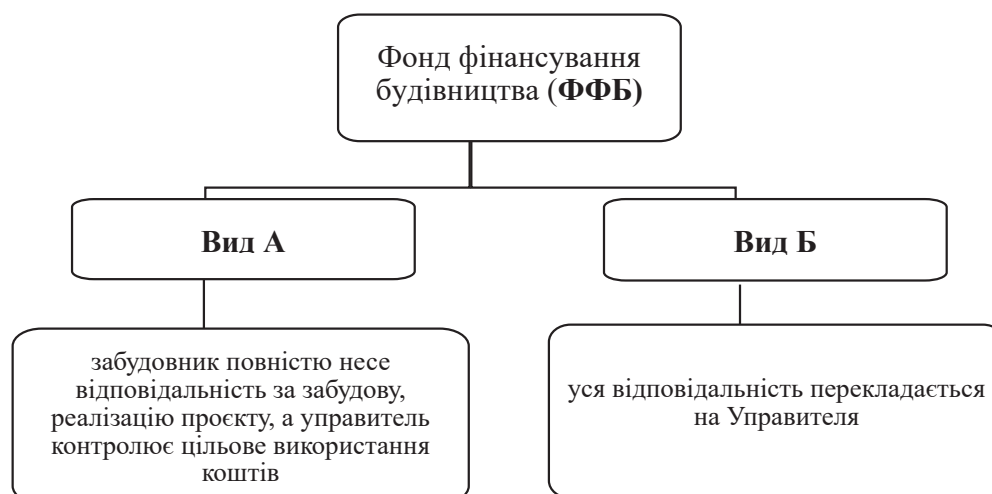 Фонд фінансування
будівництва (ФФБ)
Вид А
Вид Б
забудовник повністю несе
відповідальність за забудову,
реалізацію проєкту, а управитель
контролює цільове використання
коштів
уся відповідальність перекладається
на Управителя